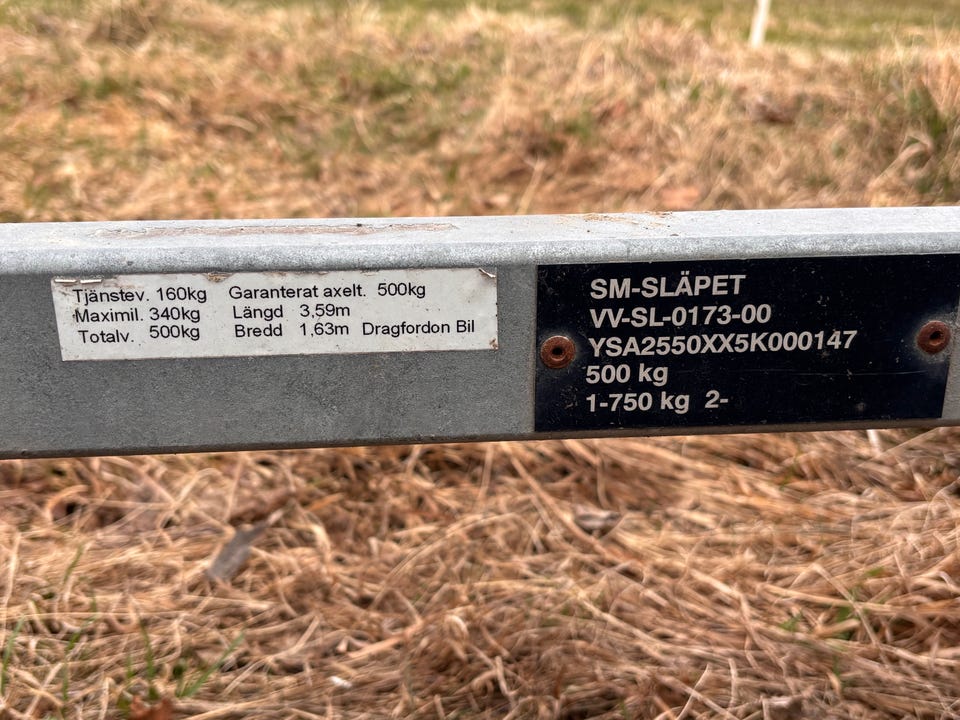 Tjänstev. 160kg Garanterat axelt. 500kg
Maximil. 340kg Längd 3,59m
Totalv. 500kg Bredd 1,63m Dragfordon Bil
SM-SLÄPET
VV-SL-0173-00
YSA2550XX5K000147
500 kg
1-750 kg 2-